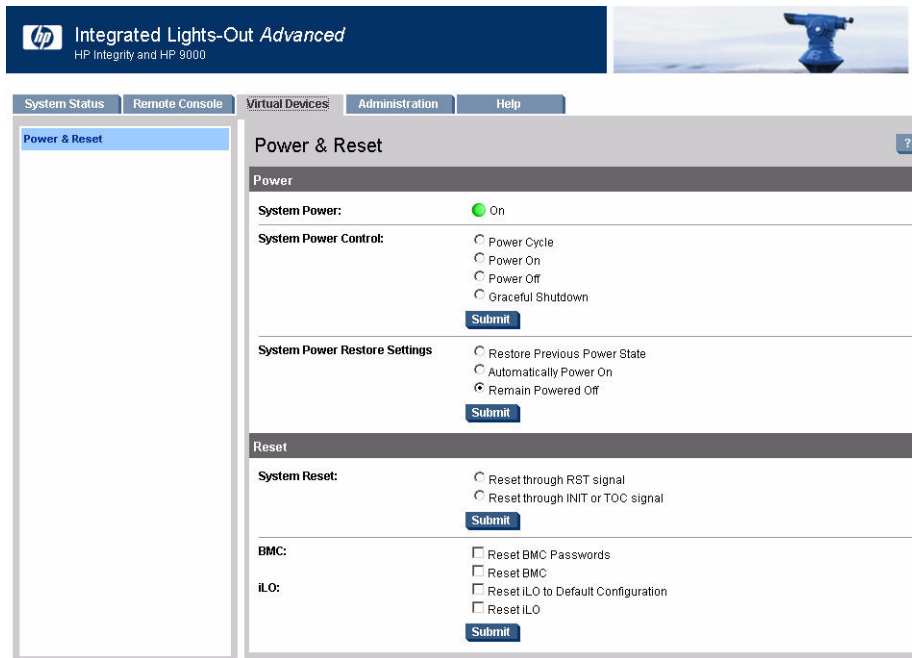 hp
Integrated Lights-Out Advanced
HP Integrity and HP 9000
System Status
Remote Console
Virtual Devices
Administration
Help
Power & Reset
Power & Reset
?
Power
System Power:
On
System Power Control:
Power Cycle
Power On
Power Off
Graceful Shutdown
Submit
System Power Restore Settings
Restore Previous Power State
Automatically Power On
Remain Powered Off
Submit
Reset
System Reset:
Reset through RST signal
Reset through INIT or TOC signal
Submit
BMC:
Reset BMC Passwords
Reset BMC
iLO:
Reset iLO to Default Configuration
Reset iLO
Submit